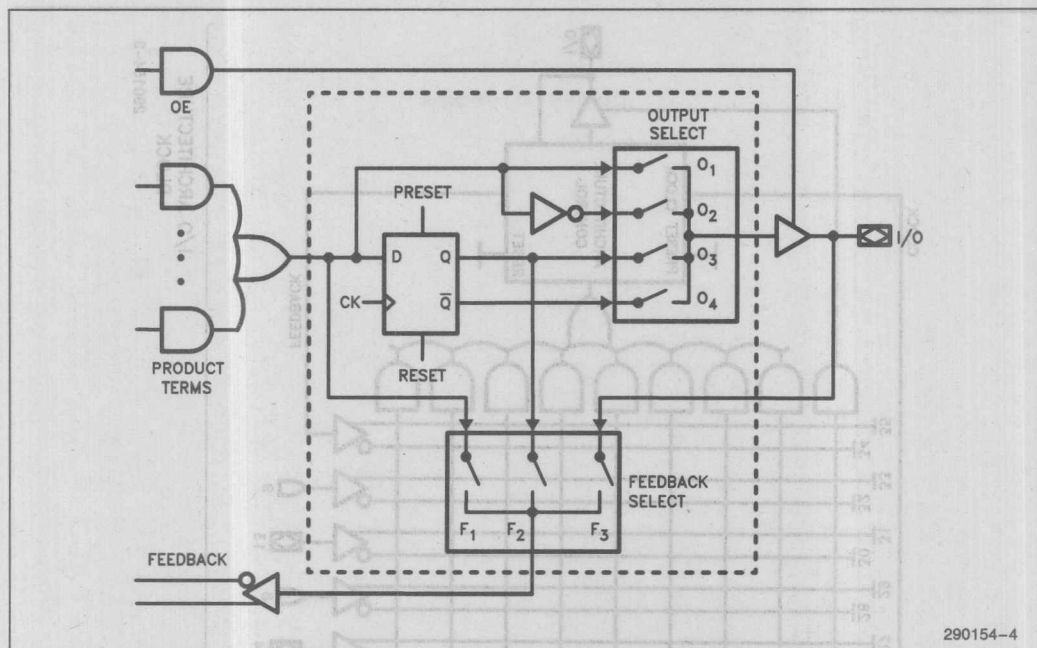 OE
OUTPUT
SELECT
O1
PRESET
O2
I/O
D
Q
O3
CK
Q̅
O4
PRODUCT
TERMS
RESET
FEEDBACK
SELECT
F1
F2
F3
FEEDBACK
290154-4